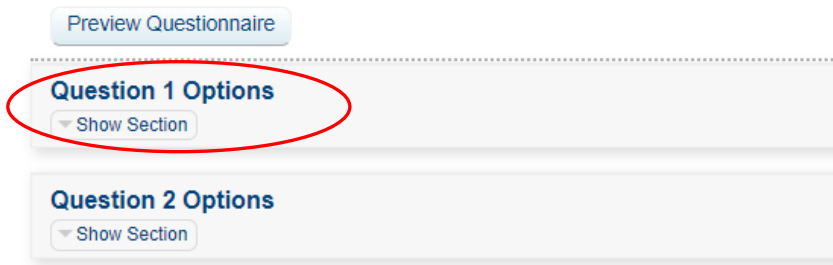 Preview Questionnaire
Question 1 Options
Show Section
Question 2 Options
Show Section